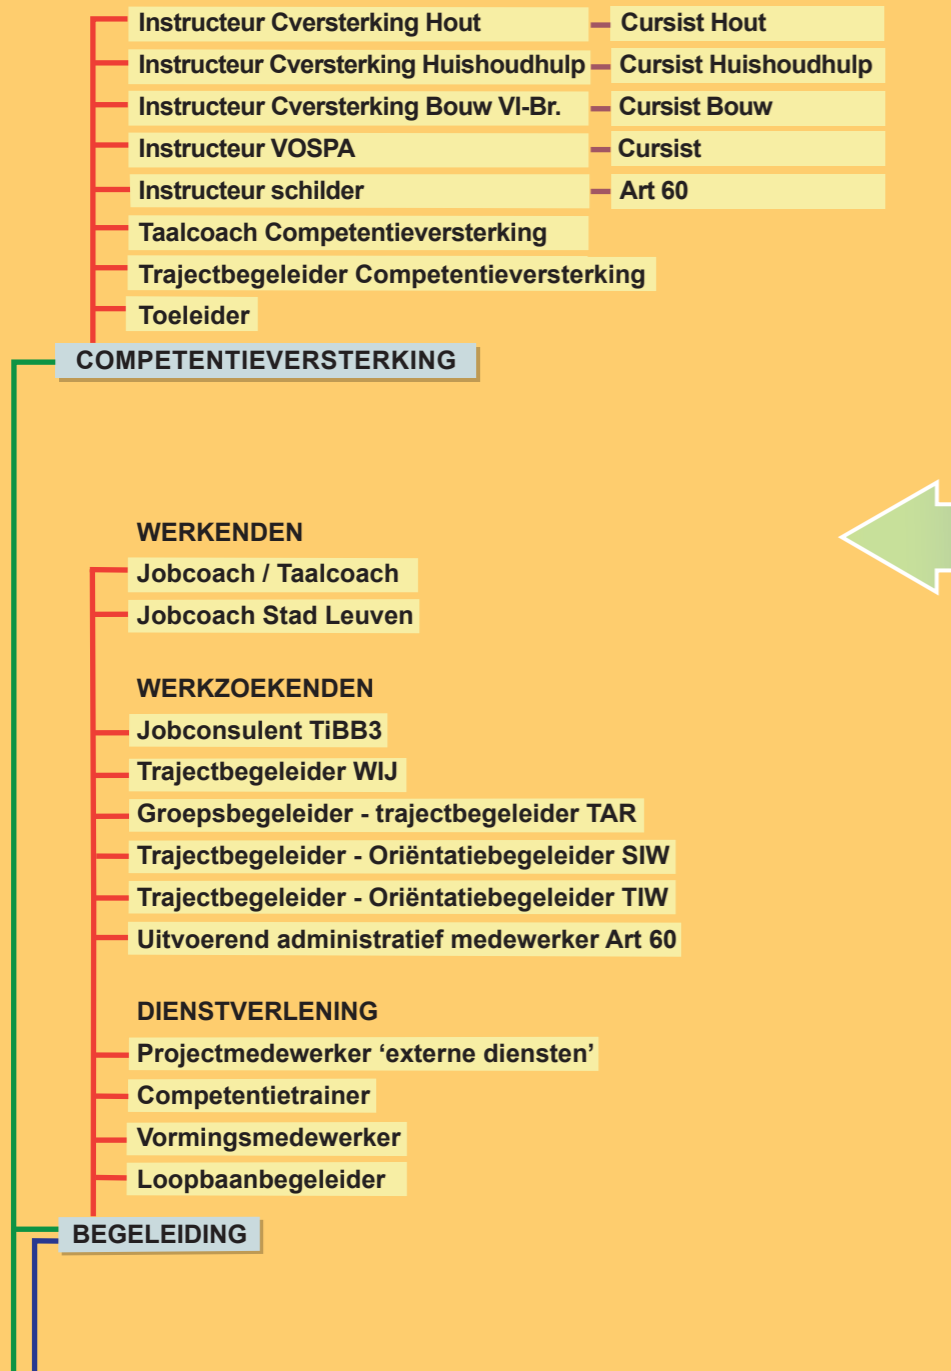 Instructeur Cversterking Hout Cursist Hout
Instructeur Cversterking Huishoudhulp Cursist Huishoudhulp
Instructeur Cversterking Bouw Vl-Br. Cursist Bouw
Instructeur VOSPA Cursist
Instructeur schilder Art 60
Taalcoach Competentieversterking
Trajectbegeleider Competentieversterking
Toeleider
COMPETENTIEVERSTERKING
WERKENDEN
Jobcoach / Taalcoach
Jobcoach Stad Leuven
WERKZOEKENDEN
Jobconsulent TiBB3
Trajectbegeleider WIJ
Groepsbegeleider - trajectbegeleider TAR
Trajectbegeleider - Oriëntatiebegeleider SIW
Trajectbegeleider - Oriëntatiebegeleider TIW
Uitvoerend administratief medewerker Art 60
DIENSTVERLENING
Projectmedewerker ‘externe diensten’
Competentietrainer
Vormingsmedewerker
Loopbaanbegeleider
BEGELEIDING